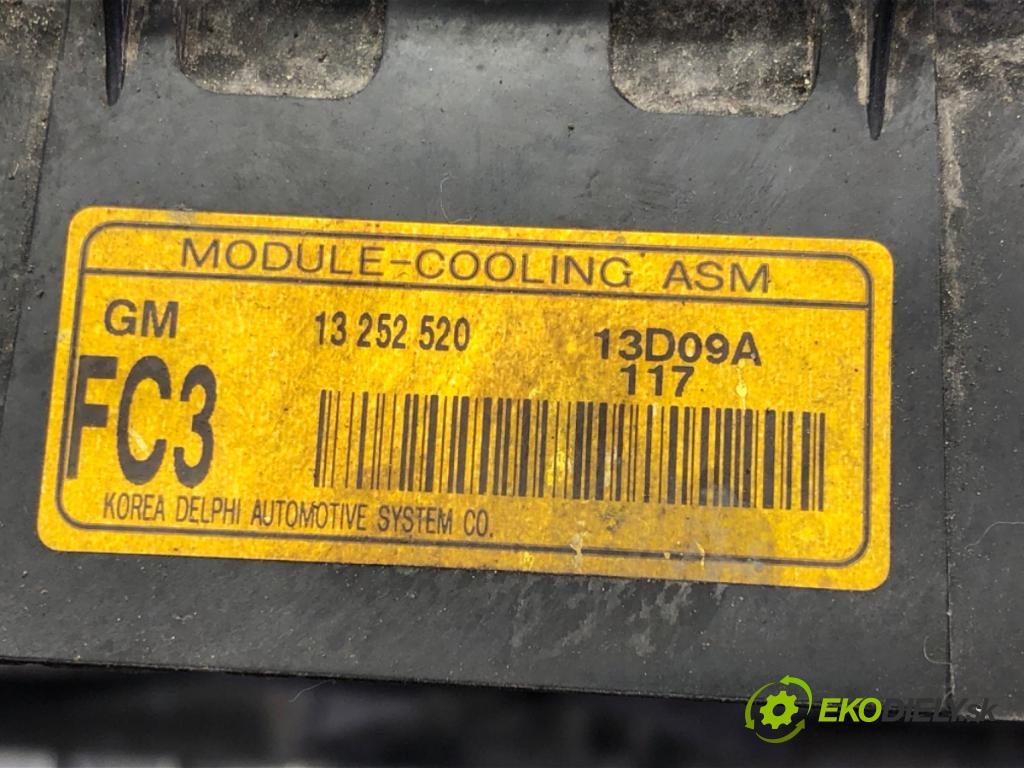 MODULE-COOLING ASM
GM 13 252 520 13D09A
FC3 117
KOREA DELPHI AUTOMOTIVE SYSTEM CO.
EKODIELY.sk